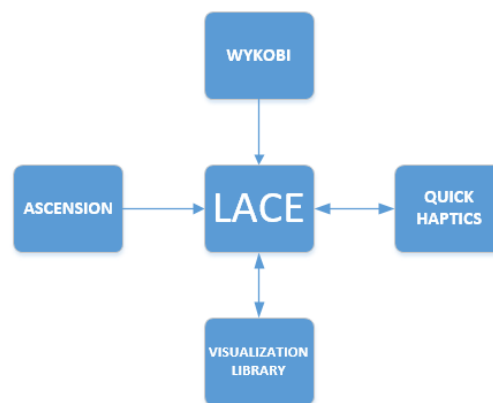 WYKOBI
ASCENSION
LACE
QUICK
HAPTICS
VISUALIZATION
LIBRARY